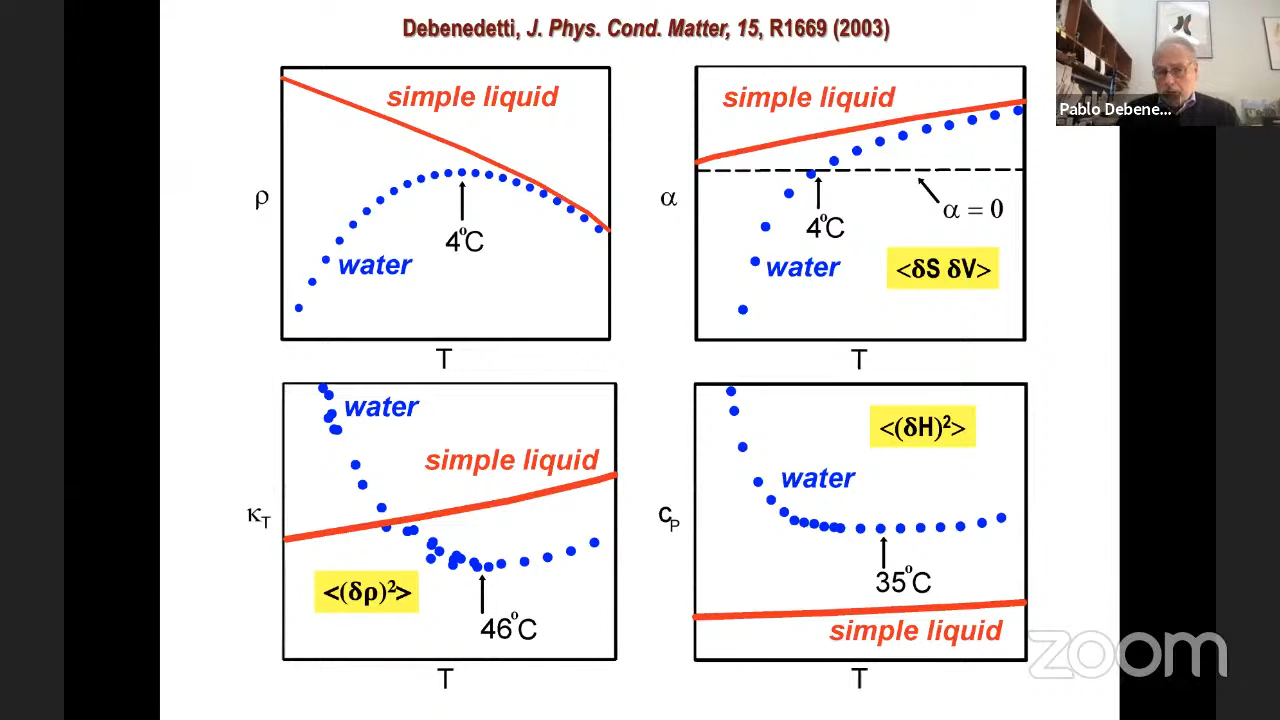 Debenedetti, J. Phys. Cond. Matter, 15, R1669 (2003)
Pablo Debene...
simple liquid
ρ
4°C
water
T
simple liquid
α
α = 0
4°C
water
<δS δV>
T
water
simple liquid
κT
<(δρ)²>
46°C
T
<(δH)²>
water
cP
35°C
simple liquid
T
zoom